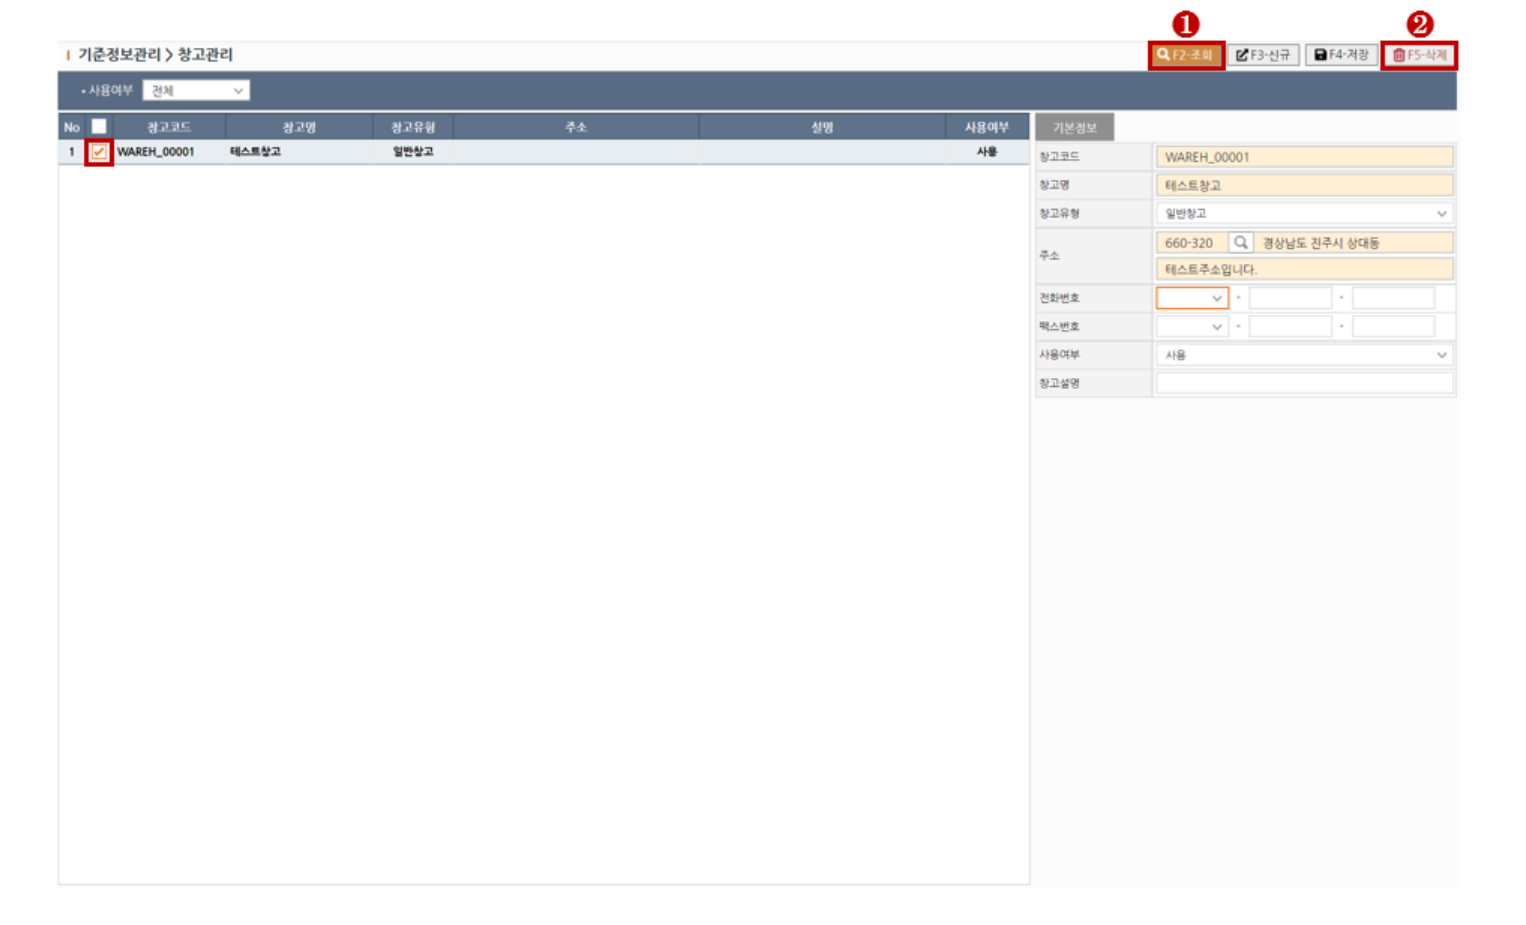 ❶ ❷
기준정보관리 > 창고관리 F2-조회 F3-신규 F4-저장 F5-삭제
• 사용여부 전체
No 창고코드 창고명 창고유형 주소 설명 사용여부
1 WAREH_00001 테스트창고 일반창고 사용
기본정보
창고코드 WAREH_00001
창고명 테스트창고
창고유형 일반창고
주소 660-320 경상남도 진주시 상대동
테스트주소입니다.
전화번호 - -
팩스번호 - -
사용여부 사용
창고설명